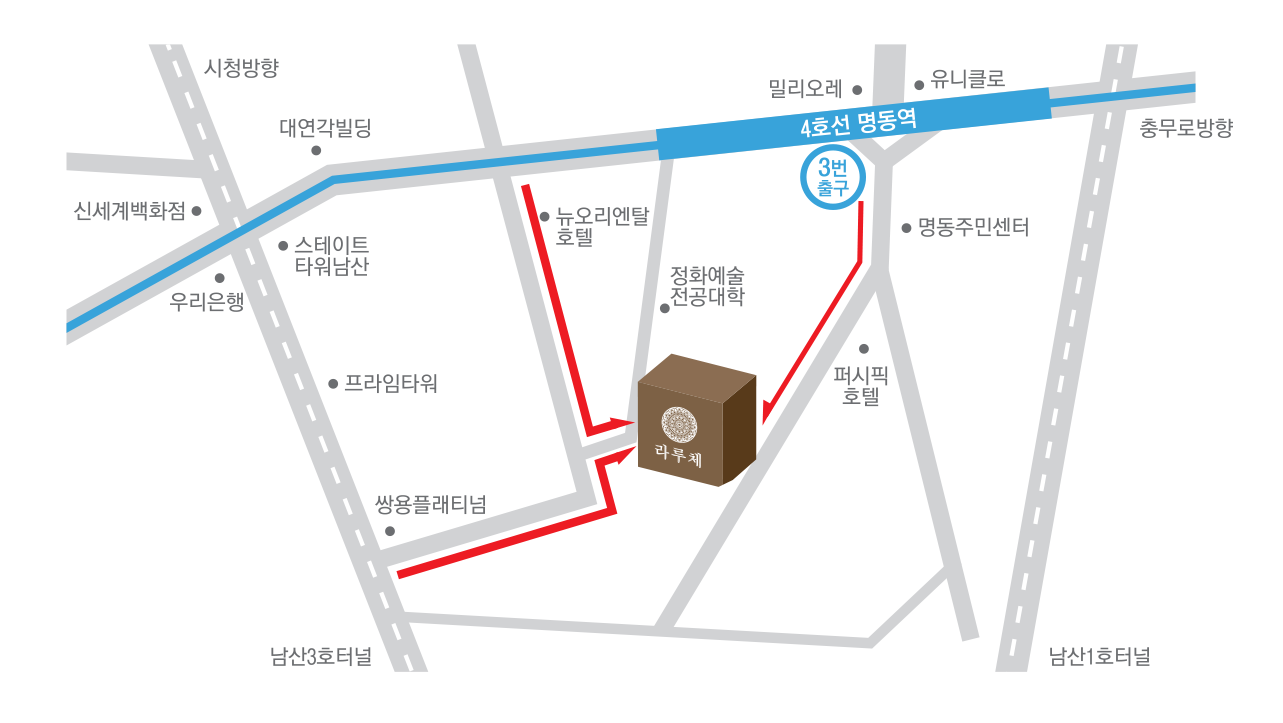 시청방향
밀리오레
유니클로
대연각빌딩
4호선 명동역
충무로방향
3번
출구
신세계백화점
뉴오리엔탈
호텔
명동주민센터
스테이트
타워남산
정화예술
전공대학
우리은행
프라임타워
퍼시픽
호텔
라루체
쌍용플래티넘
남산3호터널
남산1호터널